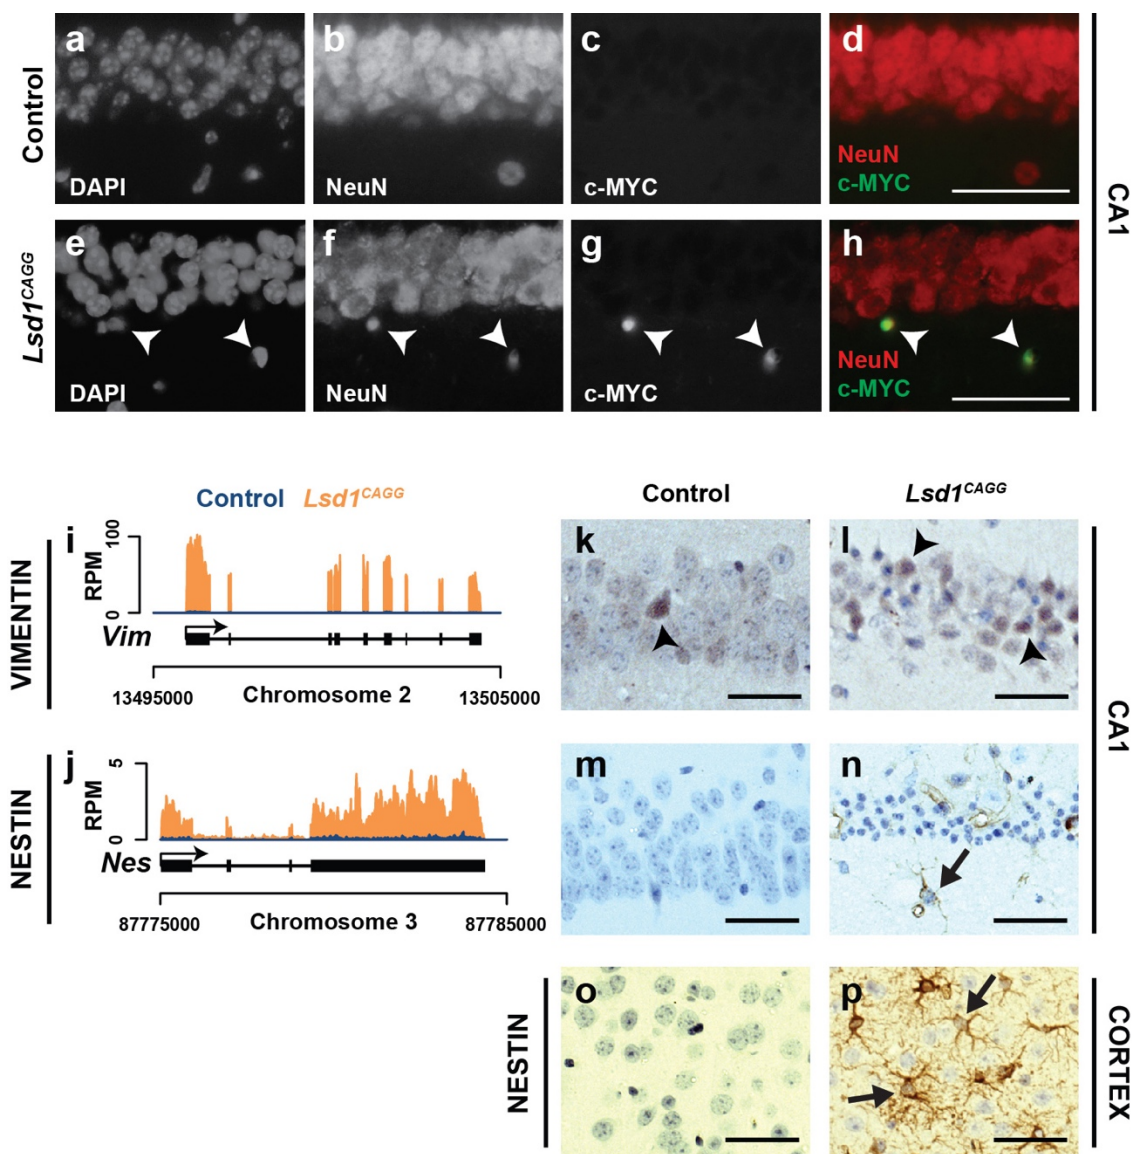 a
b
c
d
Control
DAPI
NeuN
c-MYC
NeuN
c-MYC
e
f
g
h
Lsd1CAGG
DAPI
NeuN
c-MYC
NeuN
c-MYC
CA1
Control Lsd1CAGG
VIMENTIN
i
100
RPM
0
Vim
13495000
Chromosome 2
13505000
NESTIN
j
5
RPM
0
Nes
87775000
Chromosome 3
87785000
Control
Lsd1CAGG
k
l
m
n
CA1
NESTIN
o
p
CORTEX